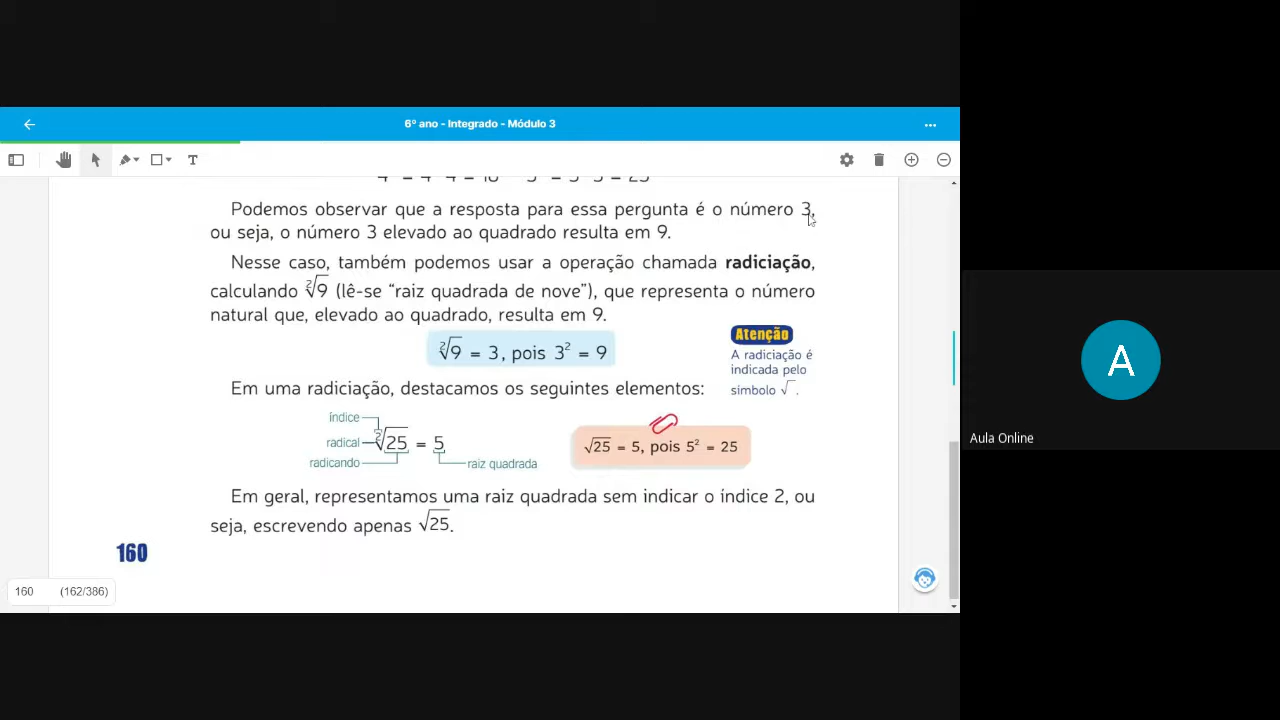 6º ano - Integrado - Módulo 3
T
Podemos observar que a resposta para essa pergunta é o número 3,
ou seja, o número 3 elevado ao quadrado resulta em 9.
Nesse caso, também podemos usar a operação chamada radiciação,
calculando ²√9 (lê-se “raiz quadrada de nove”), que representa o número
natural que, elevado ao quadrado, resulta em 9.
²√9 = 3, pois 3² = 9
Atenção
A radiciação é
indicada pelo
símbolo √ .
Em uma radiciação, destacamos os seguintes elementos:
índice
radical
²√25 = 5
radicando
raiz quadrada
√25 = 5, pois 5² = 25
Em geral, representamos uma raiz quadrada sem indicar o índice 2, ou
seja, escrevendo apenas √25.
160
160 (162/386)
A
Aula Online